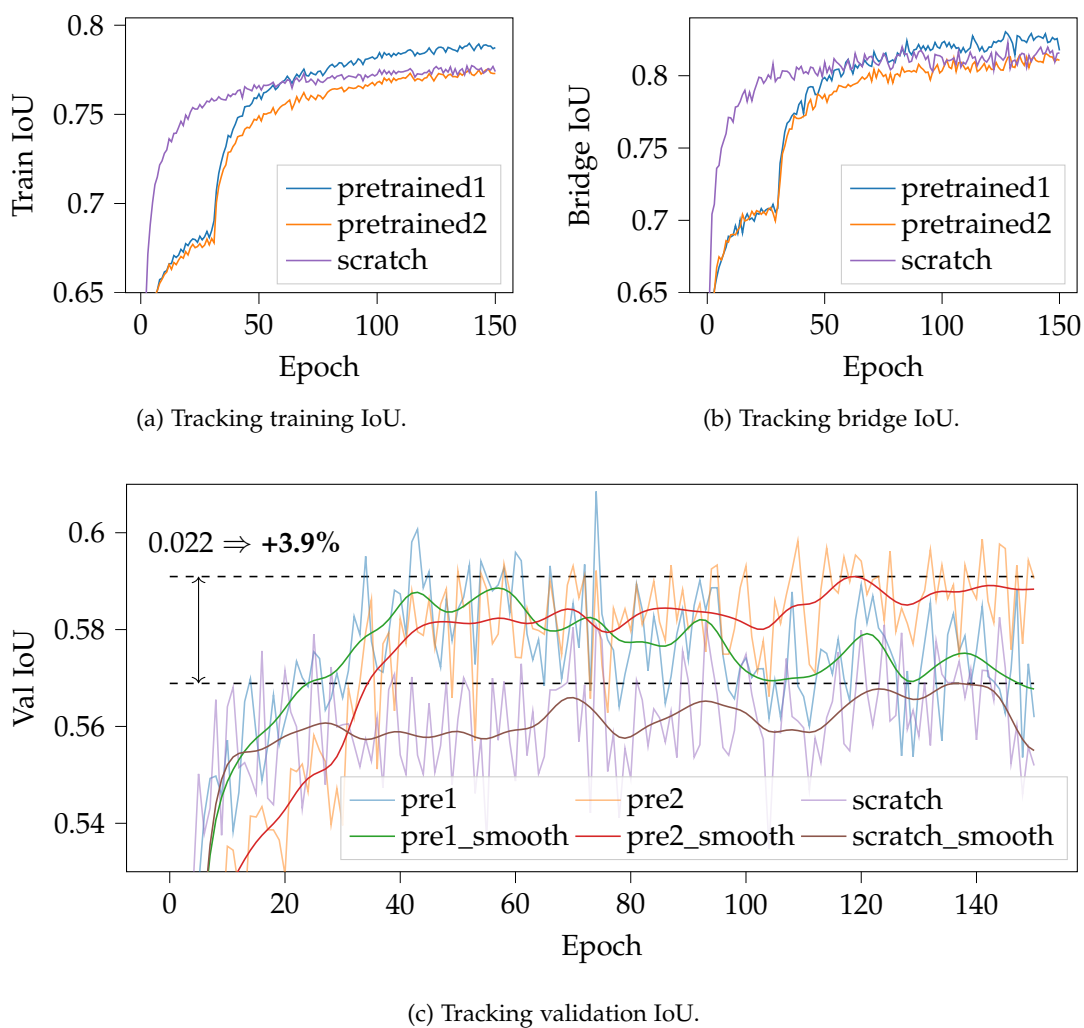 0.8
0.75
0.7
0.65
Train IoU
pretrained1
pretrained2
scratch
0 50 100 150
Epoch
(a) Tracking training IoU.
0.8
0.75
0.7
0.65
Bridge IoU
pretrained1
pretrained2
scratch
0 50 100 150
Epoch
(b) Tracking bridge IoU.
0.6
0.58
0.56
0.54
Val IoU
0.022 ⇒ +3.9%
pre1 pre2 scratch
pre1_smooth pre2_smooth scratch_smooth
0 20 40 60 80 100 120 140
Epoch
(c) Tracking validation IoU.